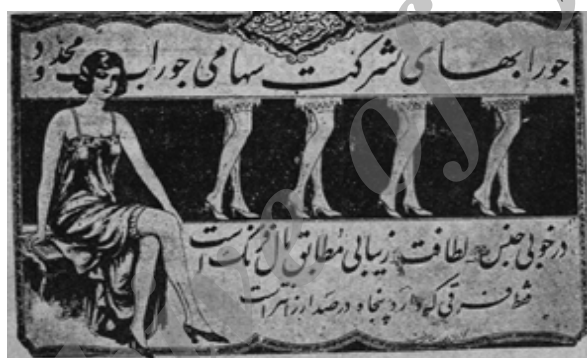 جورابهای شرکت سهامی جوراب محدود
در خوبی جنس و لطافت و زیبائی مطابق مال فرنگ است
فقط فرقی که دارد پنجاه درصد ارزانتر است